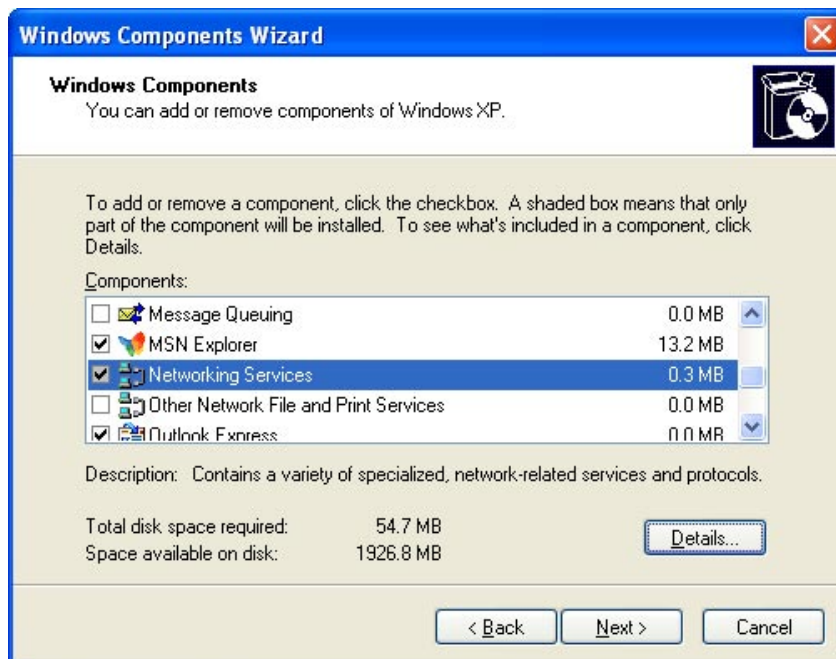 Windows Components Wizard
Windows Components
You can add or remove components of Windows XP.
To add or remove a component, click the checkbox. A shaded box means that only
part of the component will be installed. To see what's included in a component, click
Details.
Components:
Message Queuing 0.0 MB
MSN Explorer 13.2 MB
Networking Services 0.3 MB
Other Network File and Print Services 0.0 MB
Outlook Express 0.0 MB
Description: Contains a variety of specialized, network-related services and protocols.
Total disk space required: 54.7 MB
Space available on disk: 1926.8 MB
Details...
< Back
Next >
Cancel